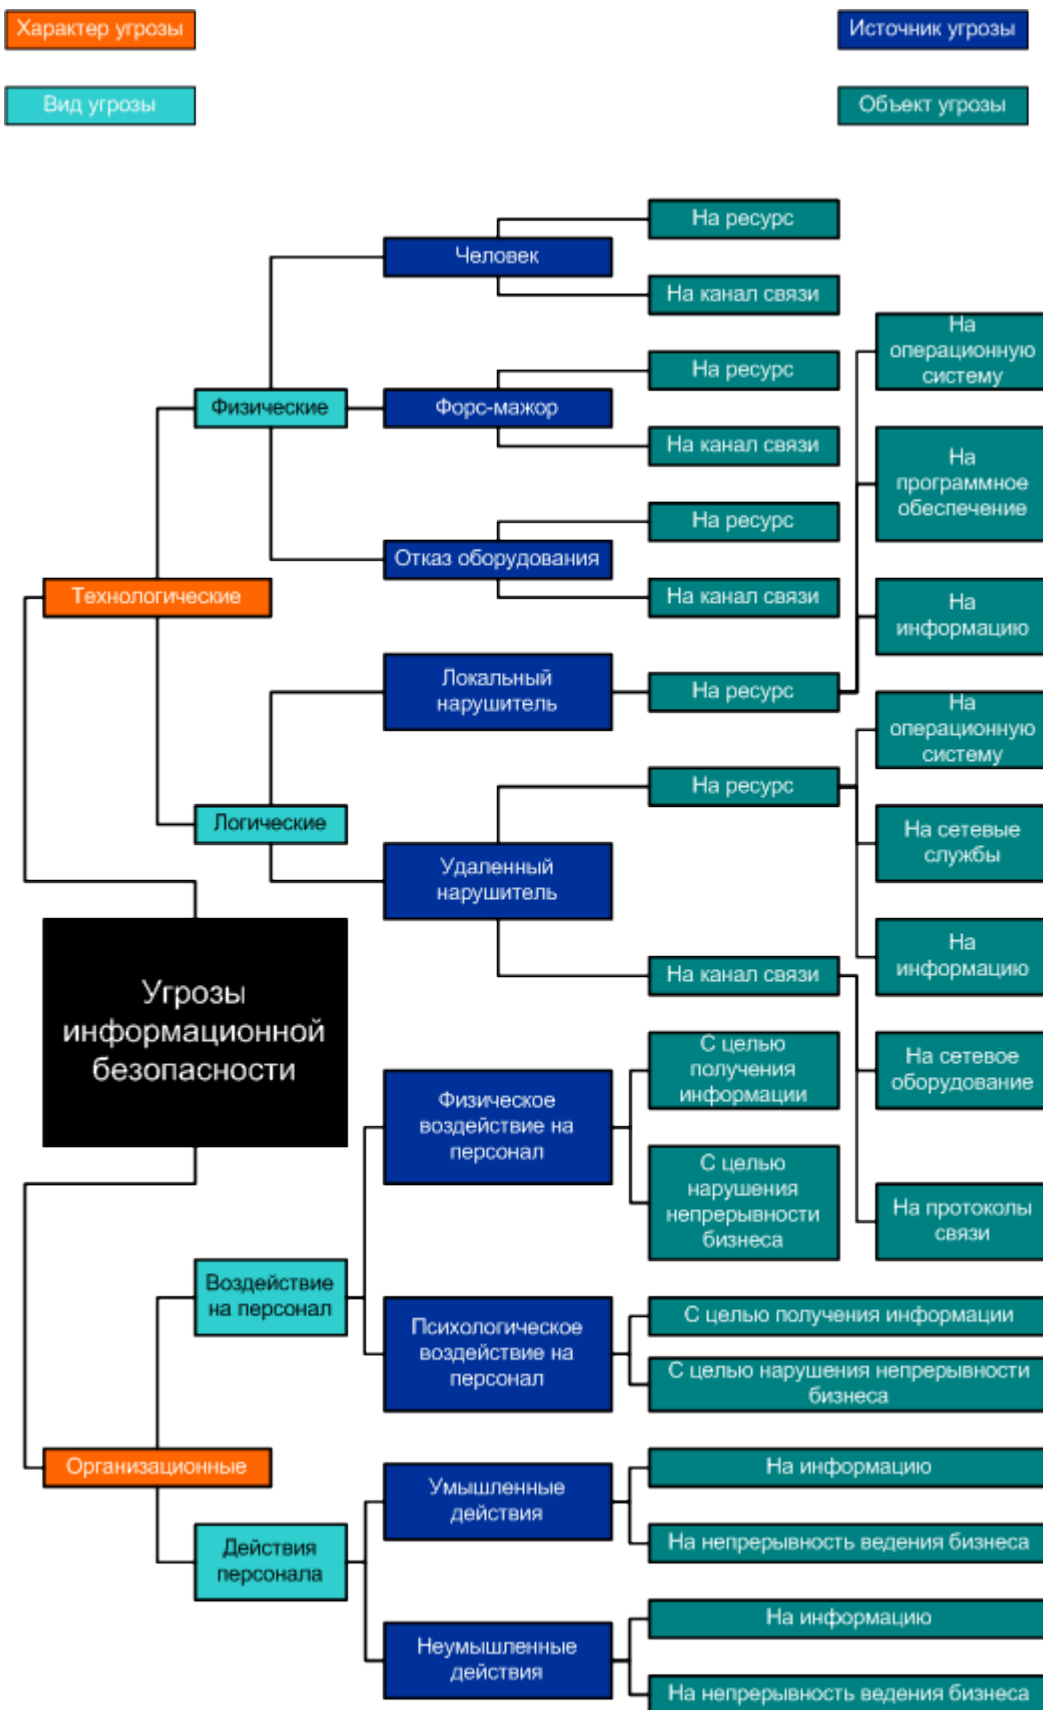 Характер угрозы
Источник угрозы
Вид угрозы
Объект угрозы
На ресурс
Человек
На канал связи
На
операционную
систему
На ресурс
Физические
Форс-мажор
На канал связи
На
программное
обеспечение
На ресурс
Отказ оборудования
На канал связи
Технологические
На
информацию
Локальный
нарушитель
На ресурс
На
операционную
систему
На ресурс
Логические
На сетевые
службы
Удаленный
нарушитель
На
информацию
На канал связи
Угрозы
информационной
безопасности
С целью
получения
информации
На сетевое
оборудование
Физическое
воздействие на
персонал
С целью
нарушения
непрерывности
бизнеса
На протоколы
связи
Воздействие
на персонал
С целью получения информации
Психологическое
воздействие на
персонал
С целью нарушения непрерывности
бизнеса
Организационные
На информацию
Умышленные
действия
На непрерывность ведения бизнеса
Действия
персонала
На информацию
Неумышленные
действия
На непрерывность ведения бизнеса